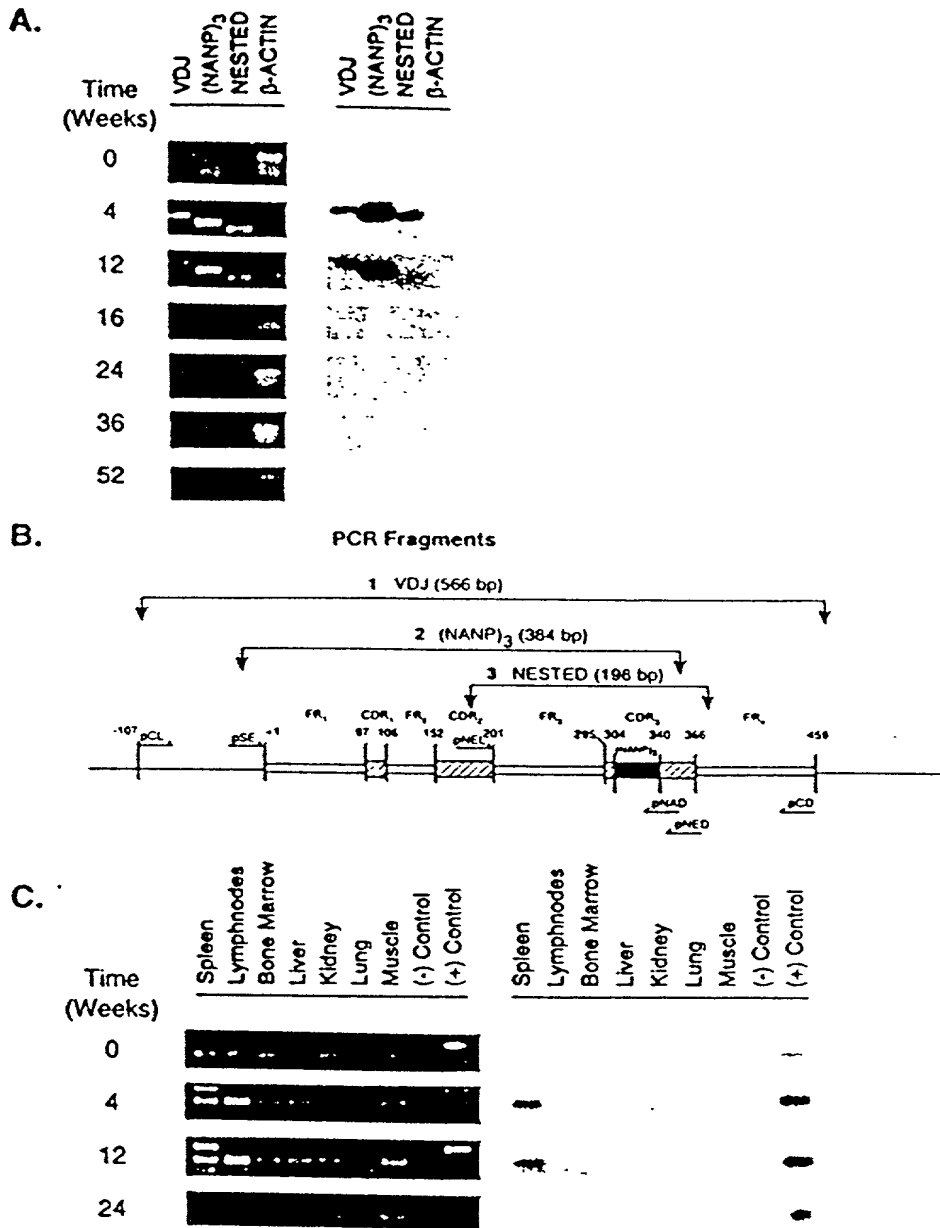 A.
VDJ (NANP)3 NESTED β-ACTIN VDJ (NANP)3 NESTED β-ACTIN
Time
(Weeks)
0
4
12
16
24
36
52
B.
PCR Fragments
1 VDJ (566 bp)
2 (NANP)3 (384 bp)
3 NESTED (196 bp)
FR1 CDR1 FR2 CDR2 FR3 CDR3 FR4
-107 pCL pSE +1 97 106 152 pNEL 201 295 304 (NANP)3 340 366 459
pNAD pCD
pNED
C.
Spleen Lymphnodes Bone Marrow Liver Kidney Lung Muscle (-) Control (+) Control Spleen Lymphnodes Bone Marrow Liver Kidney Lung Muscle (-) Control (+) Control
Time
(Weeks)
0
4
12
24